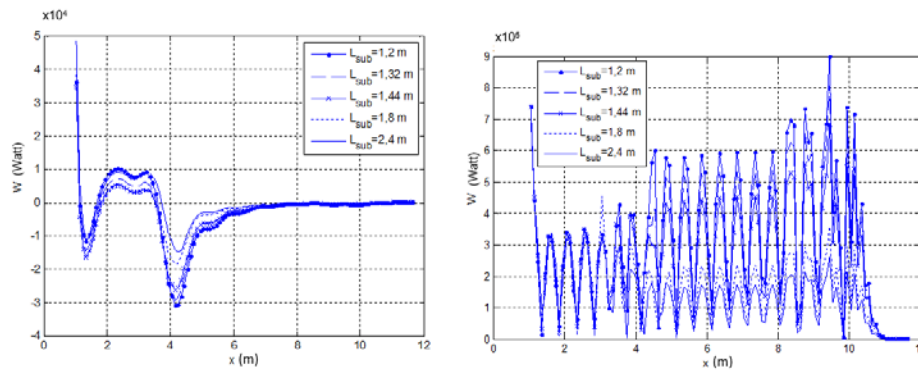 x10⁴
5
4
3
2
1
0
-1
-2
-3
-4
0 2 4 6 8 10 12
W (Watt)
x (m)
L_sub=1,2 m
L_sub=1,32 m
L_sub=1,44 m
L_sub=1,8 m
L_sub=2,4 m
x10⁶
9
8
7
6
5
4
3
2
1
0
0 2 4 6 8 10 12
W (Watt)
x (m)
L_sub=1,2 m
L_sub=1,32 m
L_sub=1,44 m
L_sub=1,8 m
L_sub=2,4 m